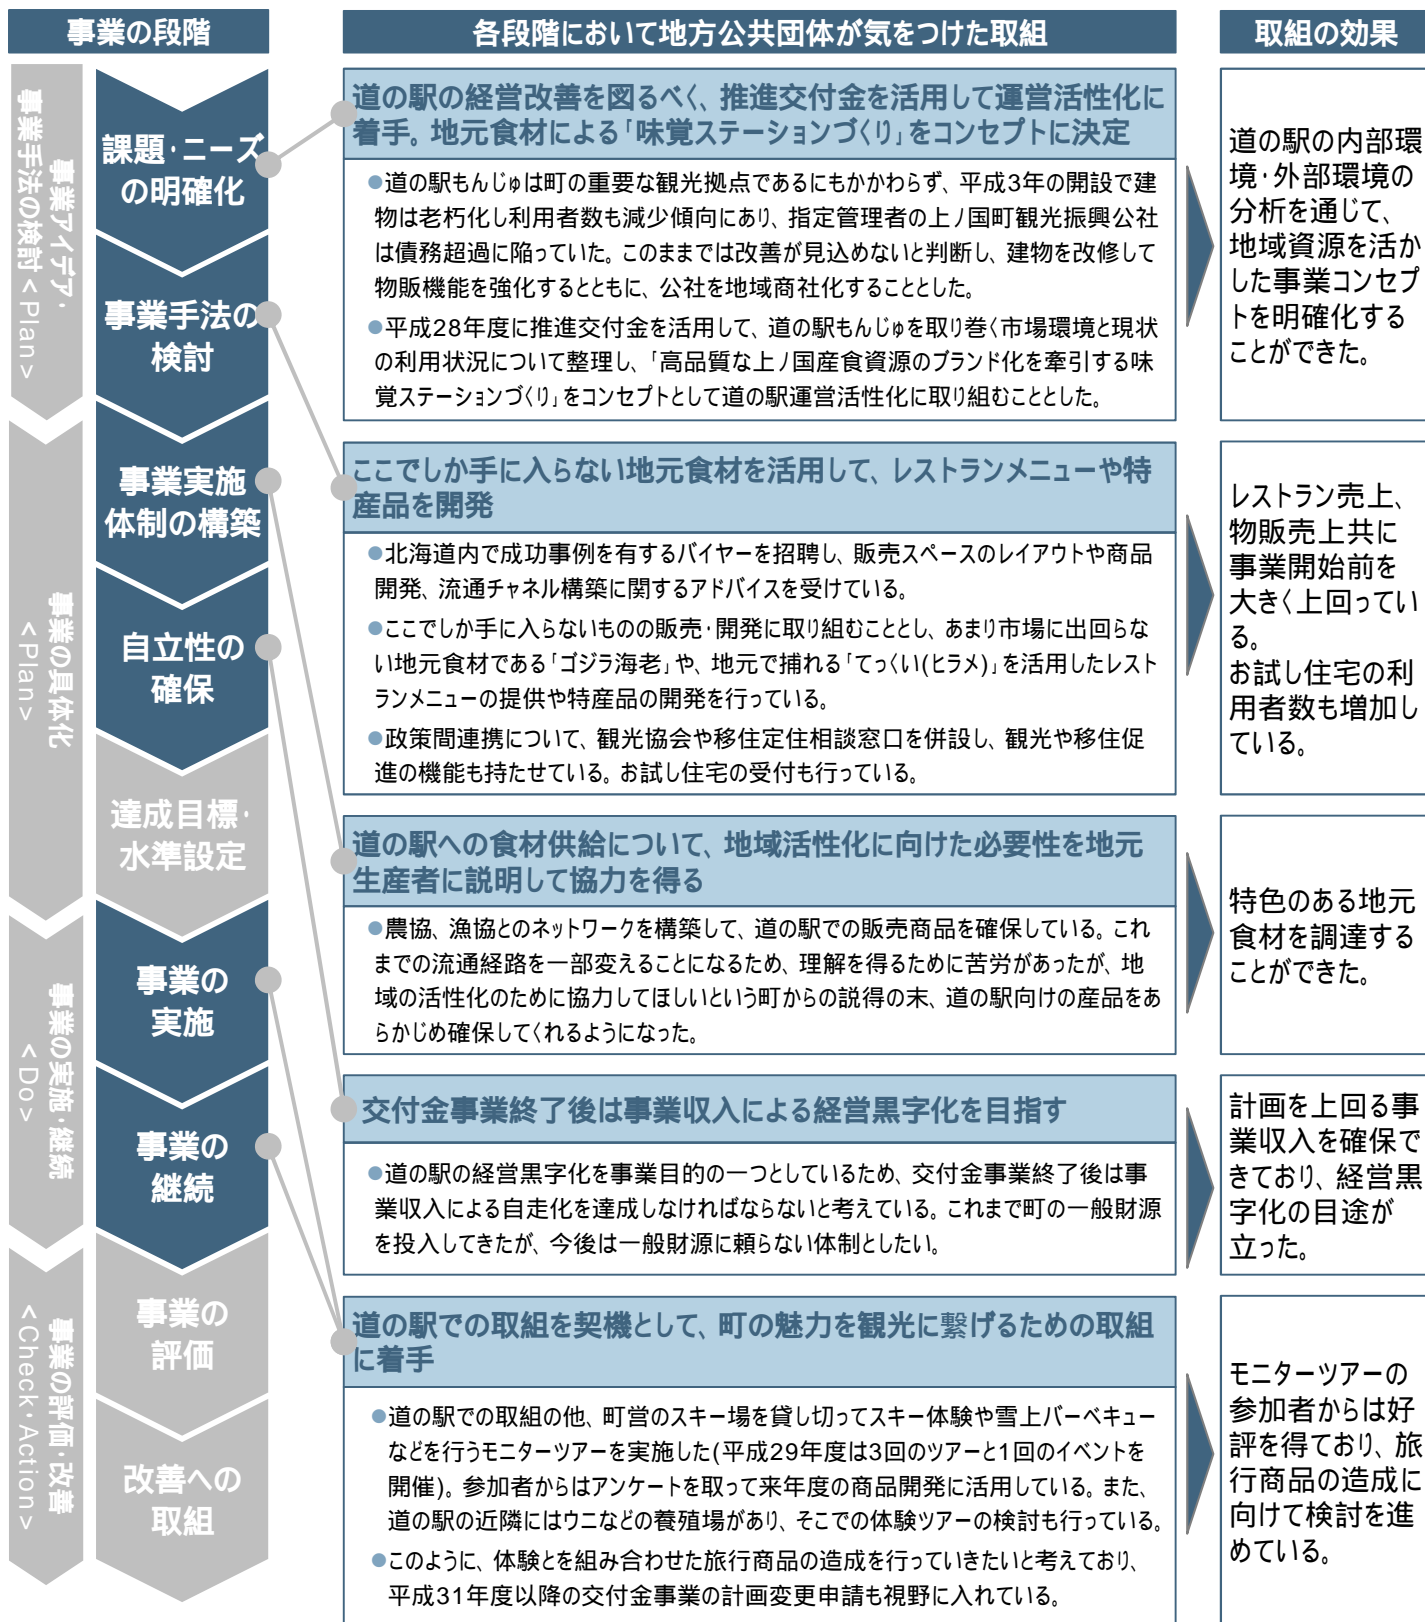 事業の段階
各段階において地方公共団体が気をつけた取組
取組の効果
事業アイデア・
事業手法の検討<Plan>
事業の具体化
<Plan>
事業の実施・継続
<Do>
事業の評価・改善
<Check・Action>
課題・ニーズ
の明確化
事業手法の
検討
事業実施
体制の構築
自立性の
確保
達成目標・
水準設定
事業の
実施
事業の
継続
事業の
評価
改善への
取組
道の駅の経営改善を図るべく、推進交付金を活用して運営活性化に
着手。地元食材による「味覚ステーションづくり」をコンセプトに決定
●道の駅もんじゅは町の重要な観光拠点であるにもかかわらず、平成3年の開設で建
物は老朽化し利用者数も減少傾向にあり、指定管理者の上ノ国町観光振興公社
は債務超過に陥っていた。このままでは改善が見込めないと判断し、建物を改修して
物販機能を強化するとともに、公社を地域商社化することとした。
●平成28年度に推進交付金を活用して、道の駅もんじゅを取り巻く市場環境と現状
の利用状況について整理し、「高品質な上ノ国産食資源のブランド化を牽引する味
覚ステーションづくり」をコンセプトとして道の駅運営活性化に取り組むこととした。
道の駅の内部環
境・外部環境の
分析を通じて、
地域資源を活か
した事業コンセプ
トを明確化する
ことができた。
ここでしか手に入らない地元食材を活用して、レストランメニューや特
産品を開発
●北海道内で成功事例を有するバイヤーを招聘し、販売スペースのレイアウトや商品
開発、流通チャネル構築に関するアドバイスを受けている。
●ここでしか手に入らないものの販売・開発に取り組むこととし、あまり市場に出回らな
い地元食材である「ゴジラ海老」や、地元で捕れる「てっくい(ヒラメ)」を活用したレスト
ランメニューの提供や特産品の開発を行っている。
●政策間連携について、観光協会や移住定住相談窓口を併設し、観光や移住促
進の機能も持たせている。お試し住宅の受付も行っている。
レストラン売上、
物販売上共に
事業開始前を
大きく上回ってい
る。
お試し住宅の利
用者数も増加し
ている。
道の駅への食材供給について、地域活性化に向けた必要性を地元
生産者に説明して協力を得る
●農協、漁協とのネットワークを構築して、道の駅での販売商品を確保している。これ
までの流通経路を一部変えることになるため、理解を得るために苦労があったが、地
域の活性化のために協力してほしいという町からの説得の末、道の駅向けの産品をあ
らかじめ確保してくれるようになった。
特色のある地元
食材を調達する
ことができた。
交付金事業終了後は事業収入による経営黒字化を目指す
●道の駅の経営黒字化を事業目的の一つとしているため、交付金事業終了後は事
業収入による自走化を達成しなければならないと考えている。これまで町の一般財源
を投入してきたが、今後は一般財源に頼らない体制としたい。
計画を上回る事
業収入を確保で
きており、経営黒
字化の目途が
立った。
道の駅での取組を契機として、町の魅力を観光に繋げるための取組
に着手
●道の駅での取組の他、町営のスキー場を貸し切ってスキー体験や雪上バーベキュー
などを行うモニターツアーを実施した(平成29年度は3回のツアーと1回のイベントを
開催)。参加者からはアンケートを取って来年度の商品開発に活用している。また、
道の駅の近隣にはウニなどの養殖場があり、そこでの体験ツアーの検討も行っている。
●このように、体験とを組み合わせた旅行商品の造成を行っていきたいと考えており、
平成31年度以降の交付金事業の計画変更申請も視野に入れている。
モニターツアーの
参加者からは好
評を得ており、旅
行商品の造成に
向けて検討を進
めている。